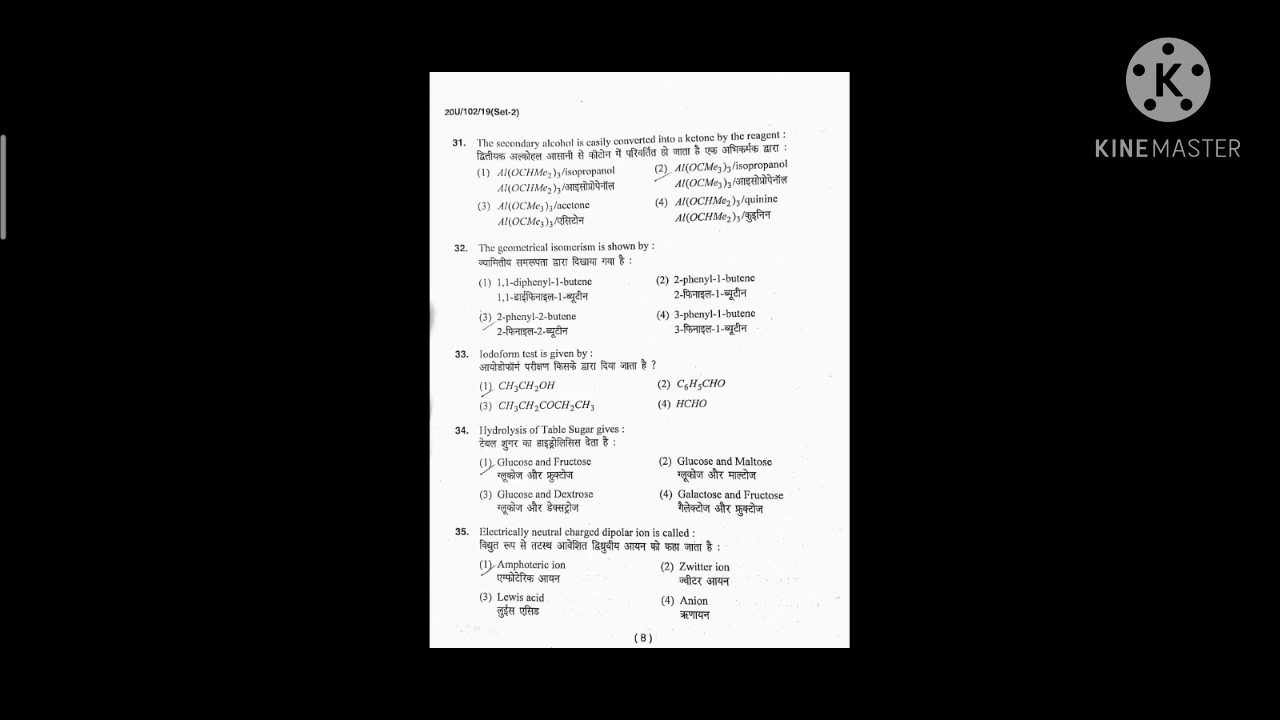 KINEMASTER
20U/102/19(Set-2)
31. The secondary alcohol is easily converted into a ketone by the reagent :
द्वितीयक अल्कोहल आसानी से कीटोन में परिवर्तित हो जाता है एक अभिकर्मक द्वारा :
(1) Al(OCHMe₂)₃/isopropanol (2) Al(OCMe₃)₃/isopropanol
Al(OCHMe₂)₃/आइसोप्रोपेनॉल Al(OCMe₃)₃/आइसोप्रोपेनॉल
(3) Al(OCMe₃)₃/acetone (4) Al(OCHMe₂)₃/quinine
Al(OCMe₃)₃/एसिटोन Al(OCHMe₂)₃/कुइनिन
32. The geometrical isomerism is shown by :
ज्यामितीय समरूपता द्वारा दिखाया गया है :
(1) 1,1-diphenyl-1-butene (2) 2-phenyl-1-butene
1,1-डाईफिनाइल-1-ब्यूटीन 2-फिनाइल-1-ब्यूटीन
(3) 2-phenyl-2-butene (4) 3-phenyl-1-butene
2-फिनाइल-2-ब्यूटीन 3-फिनाइल-1-ब्यूटीन
33. Iodoform test is given by :
आयोडोफॉर्म परीक्षण किसके द्वारा दिया जाता है ?
(1) CH₃CH₂OH (2) C₆H₅CHO
(3) CH₃CH₂COCH₂CH₃ (4) HCHO
34. Hydrolysis of Table Sugar gives :
टेबल शुगर का हाइड्रोलिसिस देता है :
(1) Glucose and Fructose (2) Glucose and Maltose
ग्लूकोज और फ्रुक्टोज ग्लूकोज और माल्टोज
(3) Glucose and Dextrose (4) Galactose and Fructose
ग्लूकोज और डेक्सट्रोज गैलेक्टोज और फ्रुक्टोज
35. Electrically neutral charged dipolar ion is called :
विद्युत रूप से तटस्थ आवेशित द्विध्रुवीय आयन को कहा जाता है :
(1) Amphoteric ion (2) Zwitter ion
एम्फोटेरिक आयन ज्वीटर आयन
(3) Lewis acid (4) Anion
लुईस एसिड ऋणायन
( 8 )